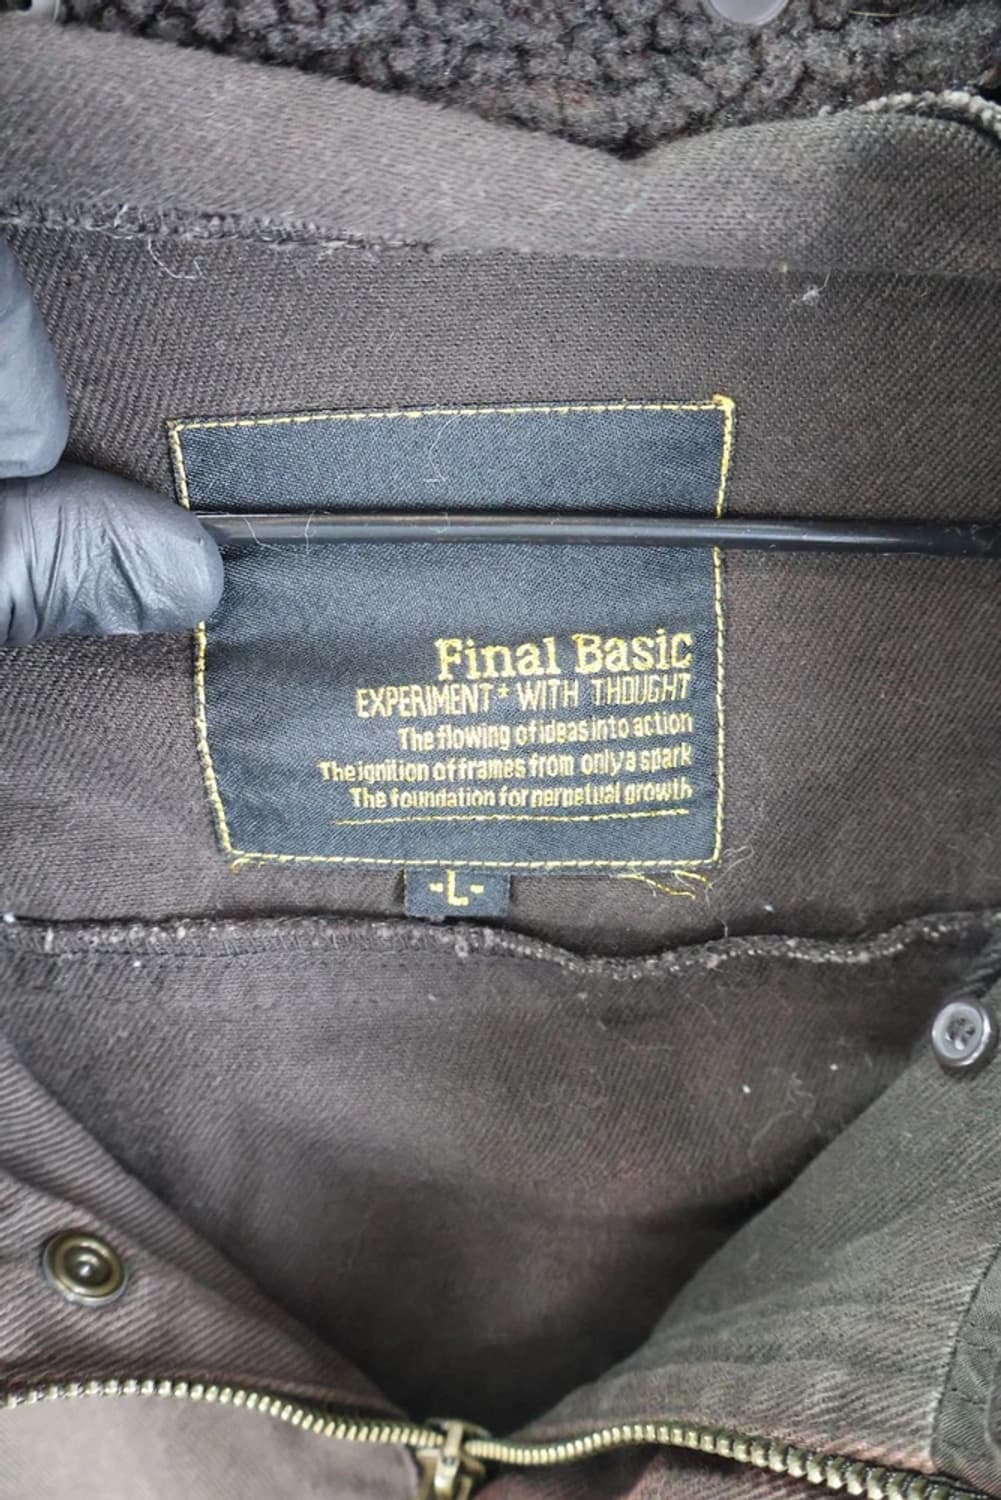 Final Basic
EXPERIMENT* WITH THOUGHT
The flowing of ideas into action
The ignition of frames from only a spark
The foundation for perpetual growth
-L-